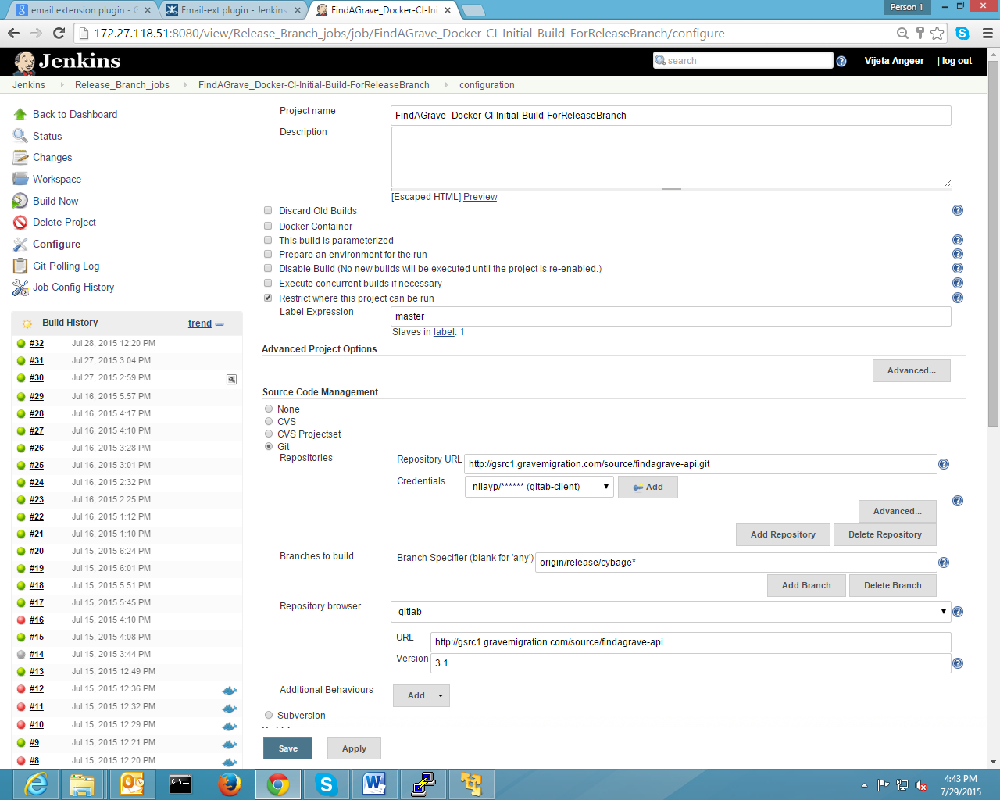 email extension plugin - G
Email-ext plugin - Jenkins
FindAGrave_Docker-CI-Ini
Person 1
172.27.118.51:8080/view/Release_Branch_jobs/job/FindAGrave_Docker-CI-Initial-Build-ForReleaseBranch/configure
Jenkins
search
Vijeta Angeer
| log out
Jenkins
Release_Branch_jobs
FindAGrave_Docker-CI-Initial-Build-ForReleaseBranch
configuration
Back to Dashboard
Status
Changes
Workspace
Build Now
Delete Project
Configure
Git Polling Log
Job Config History
Build History
trend
#32 Jul 28, 2015 12:20 PM
#31 Jul 27, 2015 3:04 PM
#30 Jul 27, 2015 2:59 PM
#29 Jul 16, 2015 5:57 PM
#28 Jul 16, 2015 4:17 PM
#27 Jul 16, 2015 4:10 PM
#26 Jul 16, 2015 3:28 PM
#25 Jul 16, 2015 3:01 PM
#24 Jul 16, 2015 2:32 PM
#23 Jul 16, 2015 2:25 PM
#22 Jul 16, 2015 1:12 PM
#21 Jul 16, 2015 1:10 PM
#20 Jul 15, 2015 6:24 PM
#19 Jul 15, 2015 6:01 PM
#18 Jul 15, 2015 5:51 PM
#17 Jul 15, 2015 5:45 PM
#16 Jul 15, 2015 4:10 PM
#15 Jul 15, 2015 4:08 PM
#14 Jul 15, 2015 3:44 PM
#13 Jul 15, 2015 12:49 PM
#12 Jul 15, 2015 12:36 PM
#11 Jul 15, 2015 12:32 PM
#10 Jul 15, 2015 12:29 PM
#9 Jul 15, 2015 12:21 PM
#8 Jul 15, 2015 12:20 PM
Project name FindAGrave_Docker-CI-Initial-Build-ForReleaseBranch
Description
[Escaped HTML] Preview
Discard Old Builds
Docker Container
This build is parameterized
Prepare an environment for the run
Disable Build (No new builds will be executed until the project is re-enabled.)
Execute concurrent builds if necessary
Restrict where this project can be run
Label Expression master
Slaves in label: 1
Advanced Project Options
Advanced...
Source Code Management
None
CVS
CVS Projectset
Git
Repositories
Repository URL http://gsrc1.gravemigration.com/source/findagrave-api.git
Credentials nilayp/****** (gitab-client) Add
Advanced...
Add Repository Delete Repository
Branches to build
Branch Specifier (blank for 'any') origin/release/cybage*
Add Branch Delete Branch
Repository browser gitlab
URL http://gsrc1.gravemigration.com/source/findagrave-api
Version 3.1
Additional Behaviours Add
Subversion
Save Apply
4:43 PM
7/29/2015